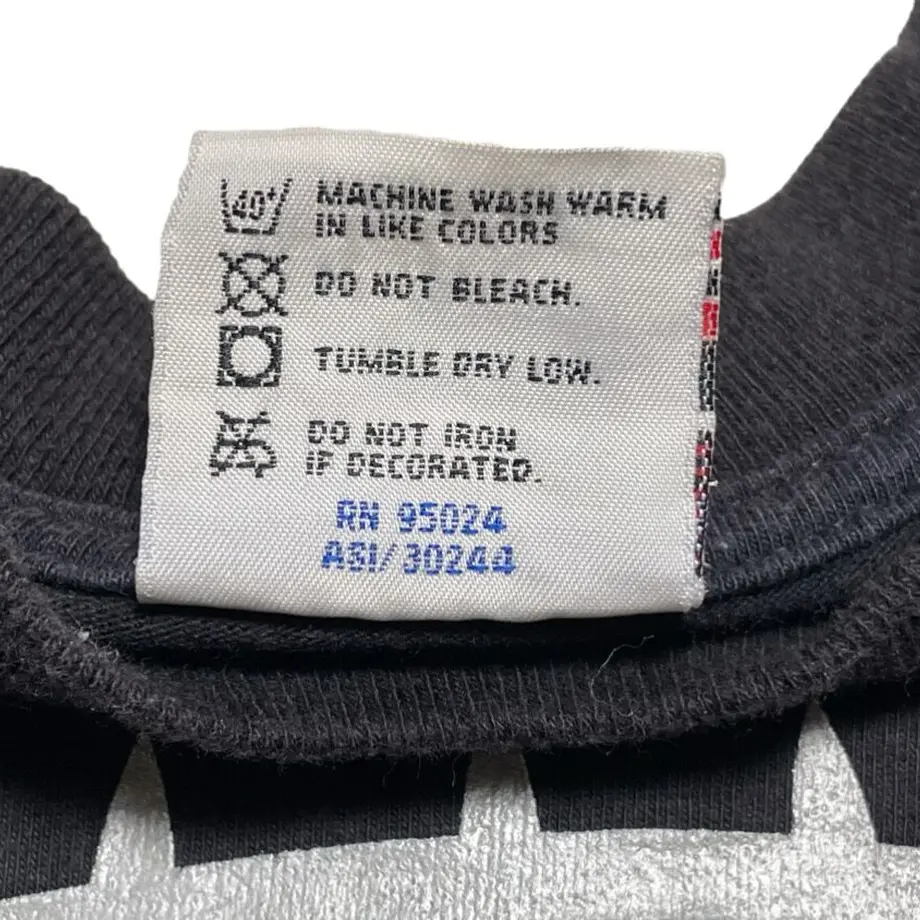 40°
MACHINE WASH WARM
IN LIKE COLORS
DO NOT BLEACH.
TUMBLE DRY LOW.
DO NOT IRON
IF DECORATED.
RN 95024
ASI/30244